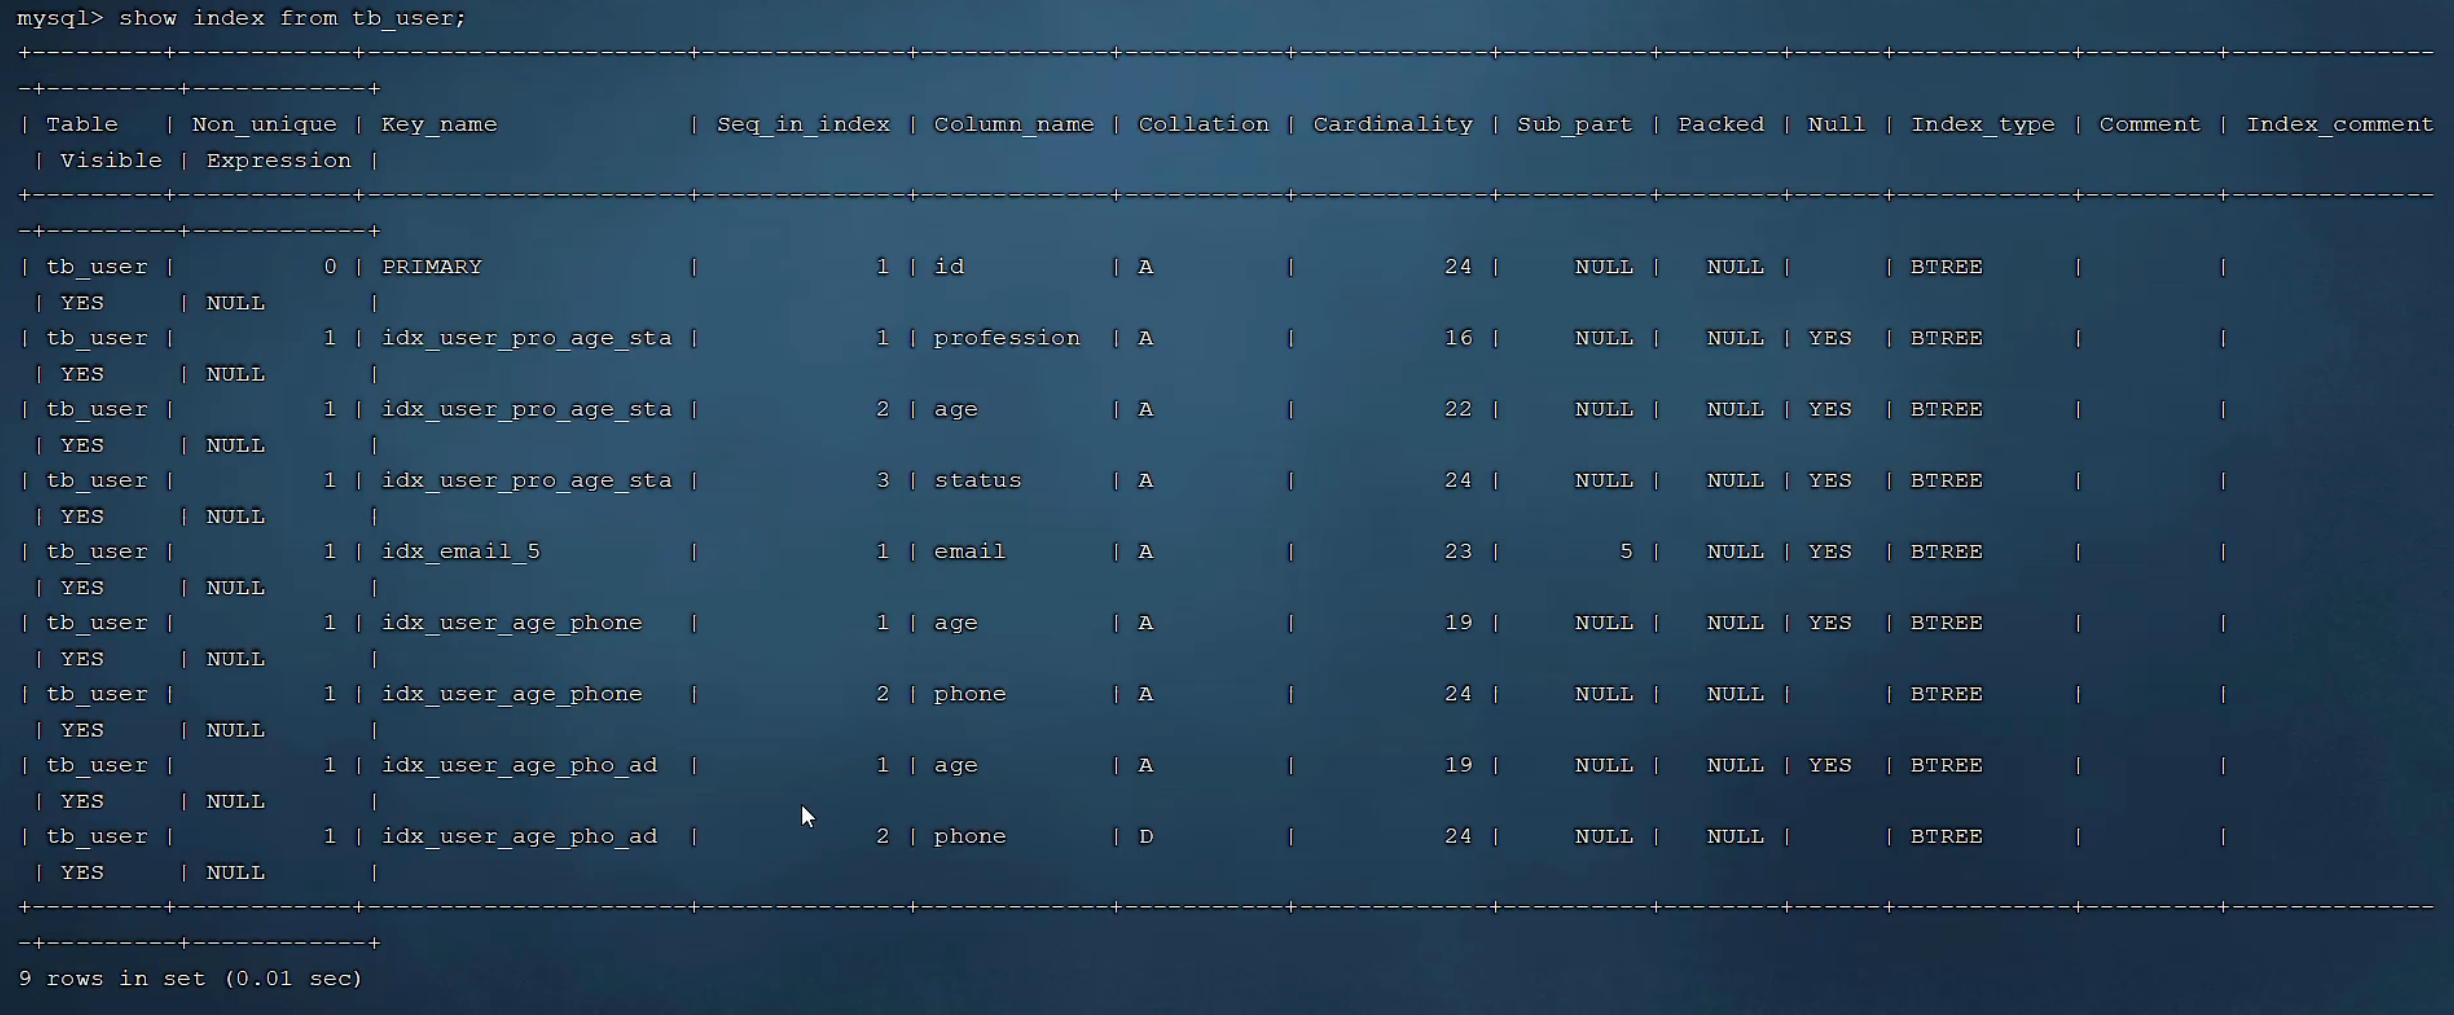 mysql> show index from tb_user;
+---------+------------+----------------------+--------------+-------------+-----------+-------------+----------+--------+------+------------+---------+--------------
-+---------+------------+
| Table   | Non_unique | Key_name             | Seq_in_index | Column_name | Collation | Cardinality | Sub_part | Packed | Null | Index_type | Comment | Index_comment
 | Visible | Expression |
+---------+------------+----------------------+--------------+-------------+-----------+-------------+----------+--------+------+------------+---------+--------------
-+---------+------------+
| tb_user |          0 | PRIMARY              |            1 | id          | A         |          24 |     NULL |   NULL |      | BTREE      |         |
 | YES     | NULL       |
| tb_user |          1 | idx_user_pro_age_sta |            1 | profession  | A         |          16 |     NULL |   NULL | YES  | BTREE      |         |
 | YES     | NULL       |
| tb_user |          1 | idx_user_pro_age_sta |            2 | age         | A         |          22 |     NULL |   NULL | YES  | BTREE      |         |
 | YES     | NULL       |
| tb_user |          1 | idx_user_pro_age_sta |            3 | status      | A         |          24 |     NULL |   NULL | YES  | BTREE      |         |
 | YES     | NULL       |
| tb_user |          1 | idx_email_5          |            1 | email       | A         |          23 |        5 |   NULL | YES  | BTREE      |         |
 | YES     | NULL       |
| tb_user |          1 | idx_user_age_phone   |            1 | age         | A         |          19 |     NULL |   NULL | YES  | BTREE      |         |
 | YES     | NULL       |
| tb_user |          1 | idx_user_age_phone   |            2 | phone       | A         |          24 |     NULL |   NULL |      | BTREE      |         |
 | YES     | NULL       |
| tb_user |          1 | idx_user_age_pho_ad  |            1 | age         | A         |          19 |     NULL |   NULL | YES  | BTREE      |         |
 | YES     | NULL       |
| tb_user |          1 | idx_user_age_pho_ad  |            2 | phone       | D         |          24 |     NULL |   NULL |      | BTREE      |         |
 | YES     | NULL       |
+---------+------------+----------------------+--------------+-------------+-----------+-------------+----------+--------+------+------------+---------+--------------
-+---------+------------+
9 rows in set (0.01 sec)